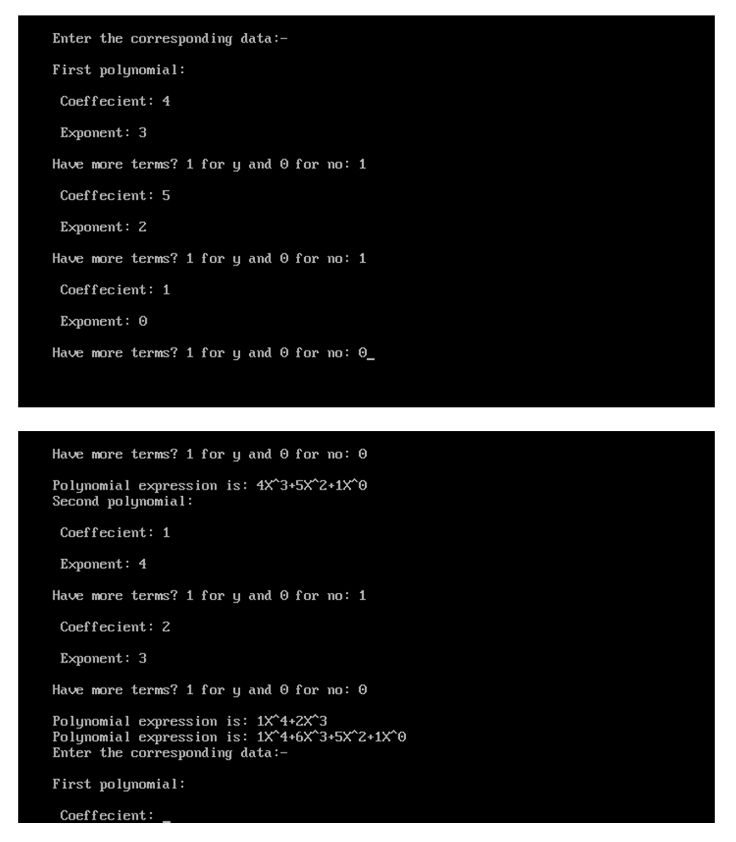 Enter the corresponding data:-
First polynomial:
Coeffecient: 4
Exponent: 3
Have more terms? 1 for y and 0 for no: 1
Coeffecient: 5
Exponent: 2
Have more terms? 1 for y and 0 for no: 1
Coeffecient: 1
Exponent: 0
Have more terms? 1 for y and 0 for no: 0_
Have more terms? 1 for y and 0 for no: 0
Polynomial expression is: 4X^3+5X^2+1X^0
Second polynomial:
Coeffecient: 1
Exponent: 4
Have more terms? 1 for y and 0 for no: 1
Coeffecient: 2
Exponent: 3
Have more terms? 1 for y and 0 for no: 0
Polynomial expression is: 1X^4+2X^3
Polynomial expression is: 1X^4+6X^3+5X^2+1X^0
Enter the corresponding data:-
First polynomial:
Coeffecient: _